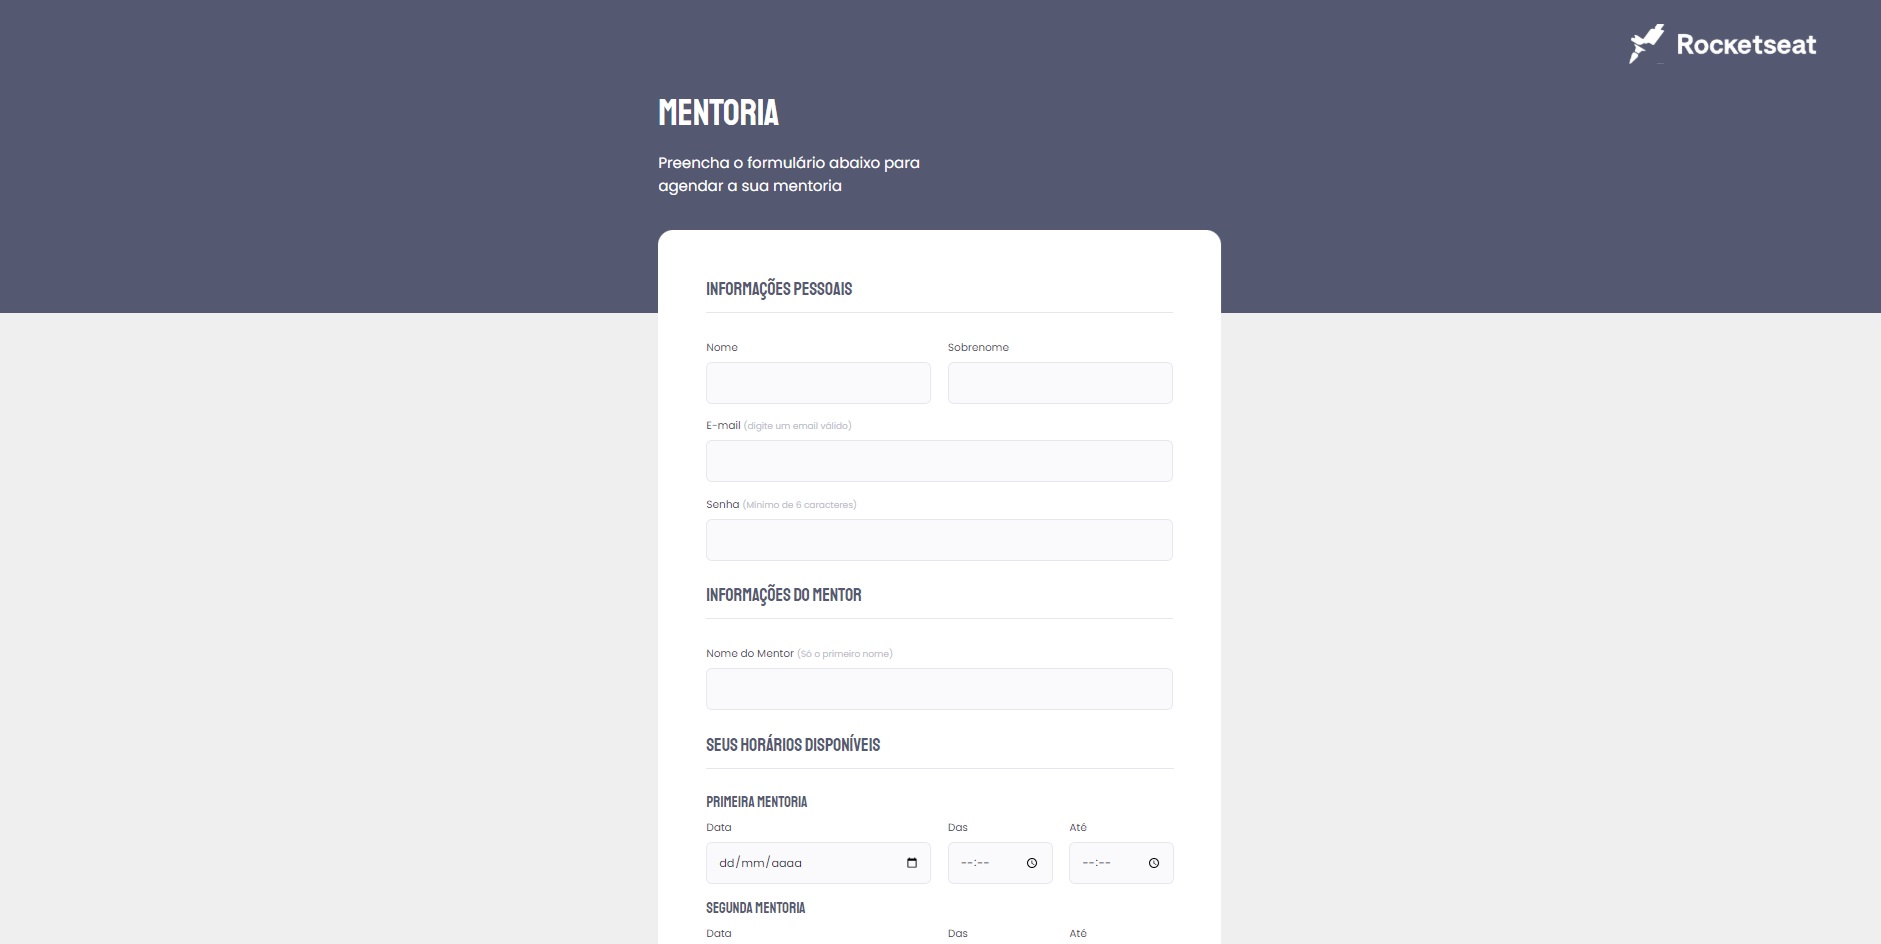 Rocketseat
MENTORIA
Preencha o formulário abaixo para
agendar a sua mentoria
INFORMAÇÕES PESSOAIS
Nome Sobrenome
E-mail (digite um email válido)
Senha (Mínimo de 6 caracteres)
INFORMAÇÕES DO MENTOR
Nome do Mentor (Só o primeiro nome)
SEUS HORÁRIOS DISPONÍVEIS
PRIMEIRA MENTORIA
Data Das Até
dd/mm/aaaa --:-- --:--
SEGUNDA MENTORIA
Data Das Até